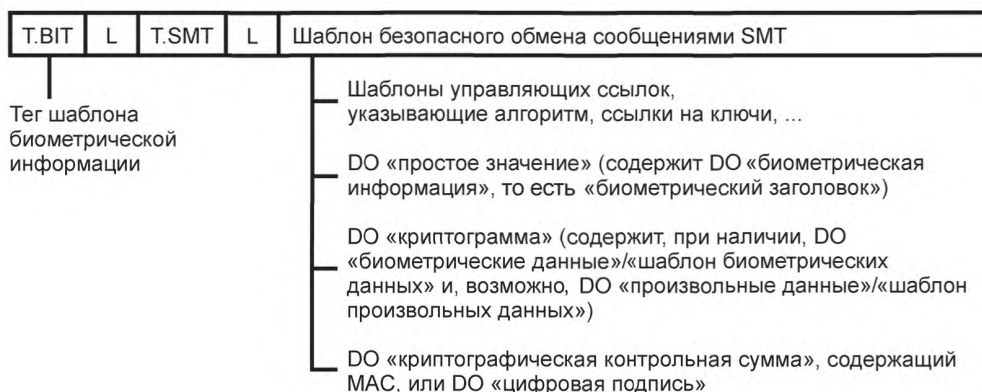 T.BIT L T.SMT L Шаблон безопасного обмена сообщениями SMT
Тег шаблона
биометрической
информации
Шаблоны управляющих ссылок,
указывающие алгоритм, ссылки на ключи, ...
DO «простое значение» (содержит DO «биометрическая
информация», то есть «биометрический заголовок»)
DO «криптограмма» (содержит, при наличии, DO
«биометрические данные»/«шаблон биометрических
данных» и, возможно, DO «произвольные данные»/«шаблон
произвольных данных»)
DO «криптографическая контрольная сумма», содержащий
MAC, или DO «цифровая подпись»